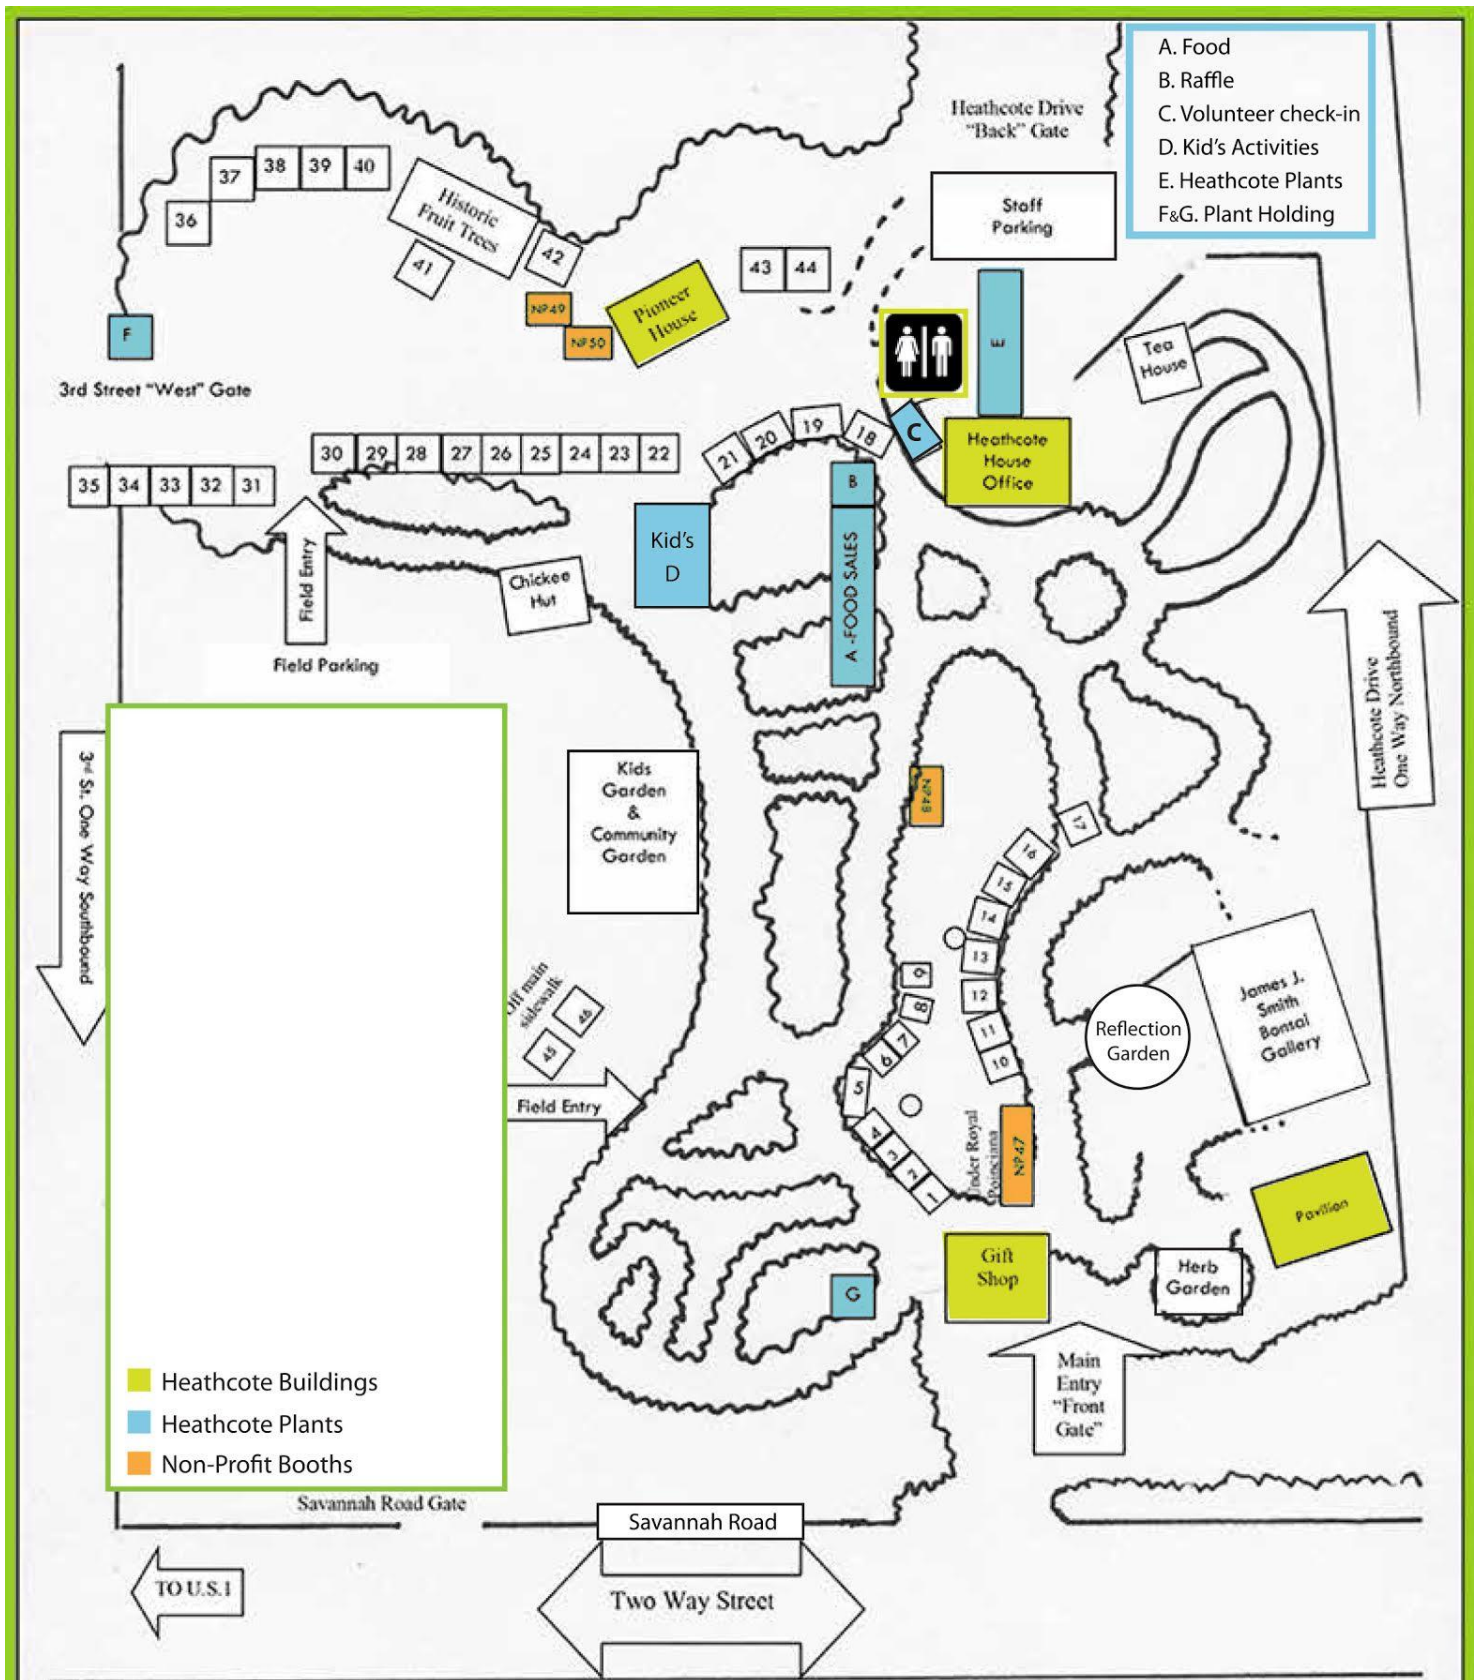 A. Food
B. Raffle
C. Volunteer check-in
D. Kid's Activities
E. Heathcote Plants
F&G. Plant Holding
Heathcote Drive
"Back" Gate
Staff
Parking
36
37
38
39
40
Historic
Fruit Trees
41
42
43
44
NP49
NP50
Pioneer
House
F
3rd Street "West" Gate
E
Tea
House
C
Heathcote
House
Office
21
20
19
18
30
29
28
27
26
25
24
23
22
35
34
33
32
31
B
A -FOOD SALES
Kid's
D
Chickee
Hut
Field Entry
Field Parking
Heathcote Drive
One Way Northbound
3rd St. One Way Southbound
Kids
Garden
&
Community
Garden
NP48
17
16
15
14
13
12
11
10
9
8
7
6
5
4
3
2
1
Off main
sidewalk
45
46
Field Entry
Under Royal
Poinciana
NP47
Reflection
Garden
James J.
Smith
Bonsai
Gallery
Pavilion
Gift
Shop
Herb
Garden
G
Main
Entry
"Front
Gate"
Heathcote Buildings
Heathcote Plants
Non-Profit Booths
Savannah Road Gate
Savannah Road
TO U.S.1
Two Way Street